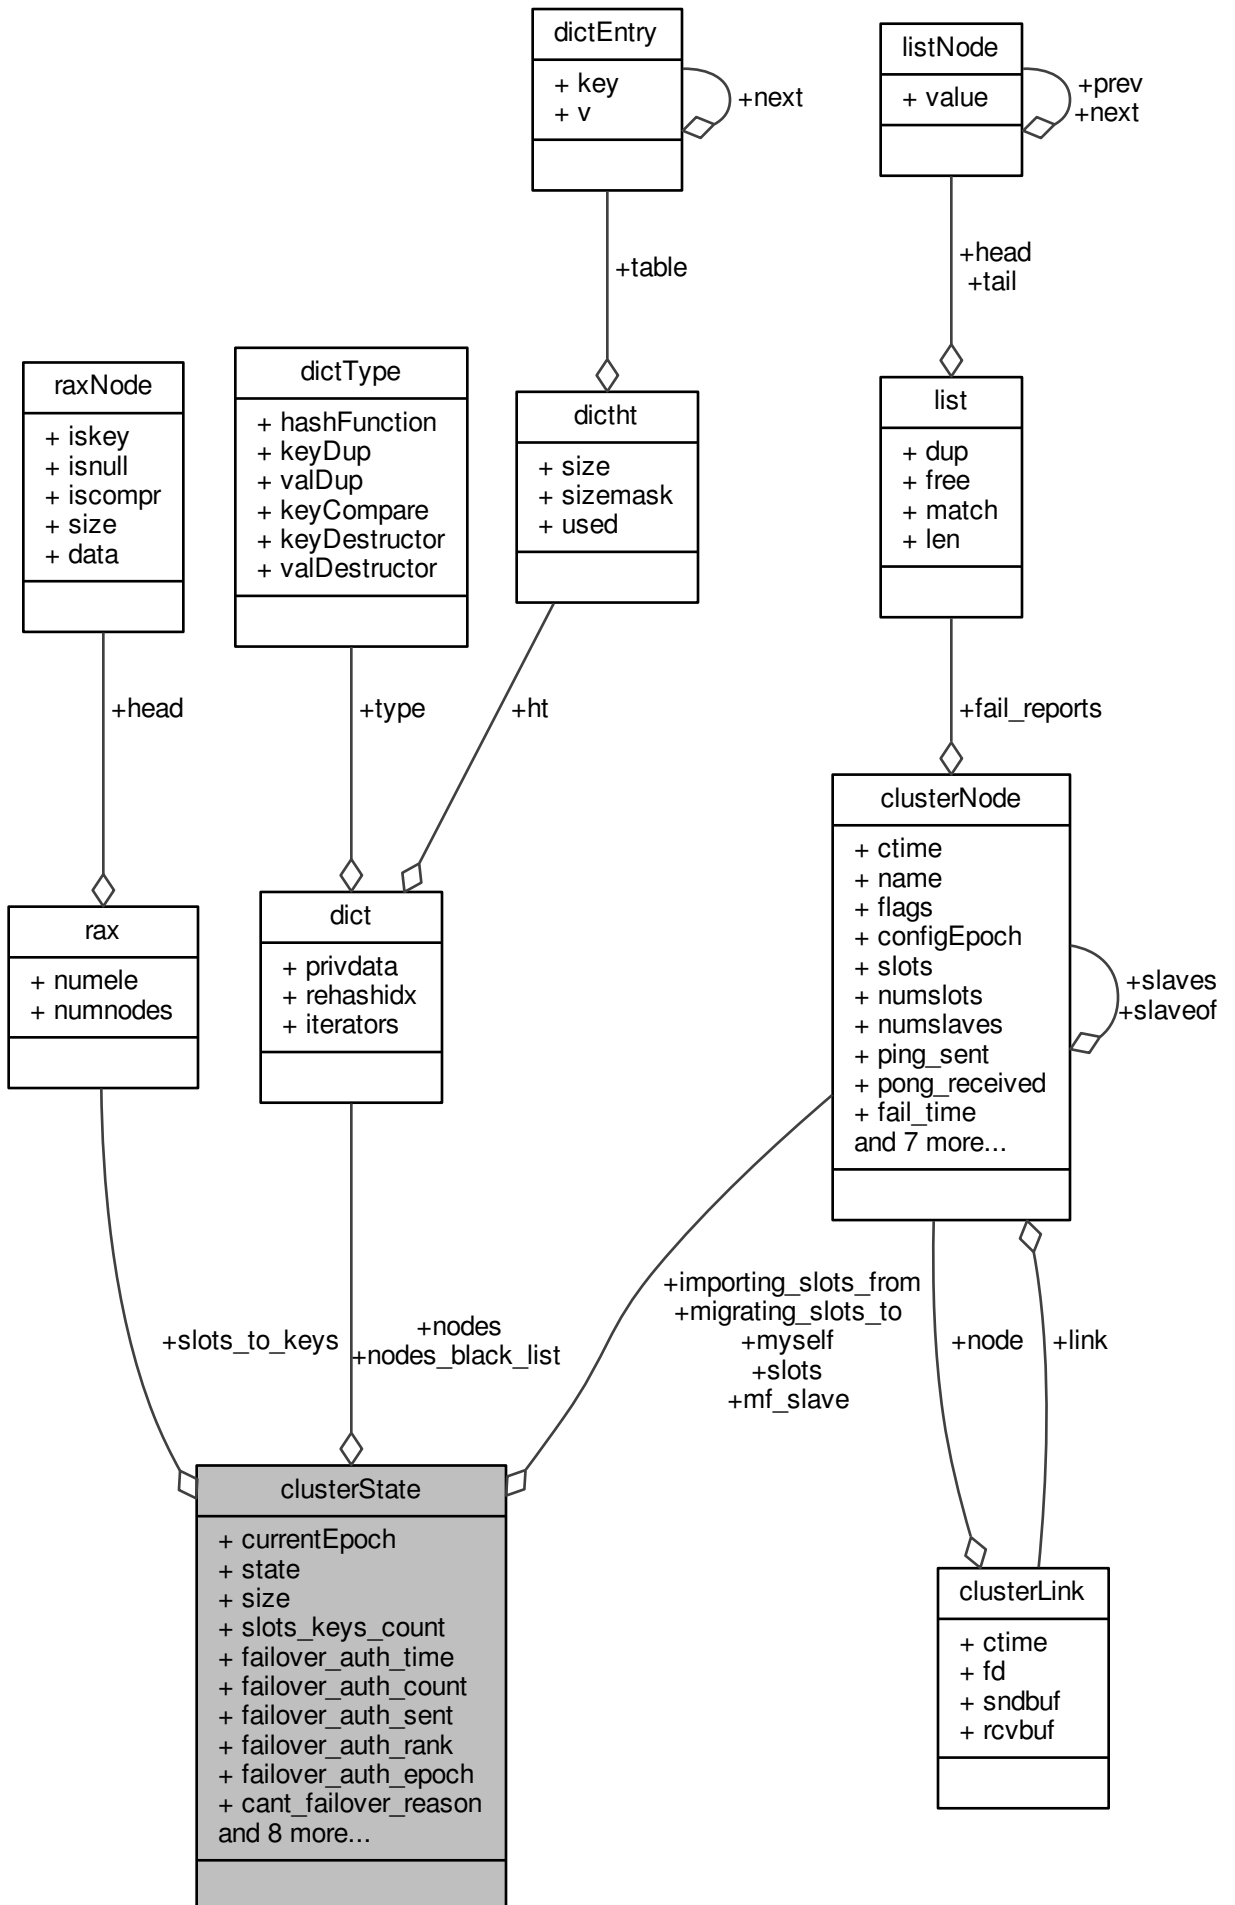 dictEntry
+ key
+ v
+next
listNode
+ value
+prev
+next
+table
+head
+tail
raxNode
+ iskey
+ isnull
+ iscompr
+ size
+ data
dictType
+ hashFunction
+ keyDup
+ valDup
+ keyCompare
+ keyDestructor
+ valDestructor
dictht
+ size
+ sizemask
+ used
list
+ dup
+ free
+ match
+ len
+head
+type
+ht
+fail_reports
rax
+ numele
+ numnodes
dict
+ privdata
+ rehashidx
+ iterators
clusterNode
+ ctime
+ name
+ flags
+ configEpoch
+ slots
+ numslots
+ numslaves
+ ping_sent
+ pong_received
+ fail_time
and 7 more...
+slaves
+slaveof
+slots_to_keys
+nodes
+nodes_black_list
+importing_slots_from
+migrating_slots_to
+myself
+slots
+mf_slave
+node
+link
clusterState
+ currentEpoch
+ state
+ size
+ slots_keys_count
+ failover_auth_time
+ failover_auth_count
+ failover_auth_sent
+ failover_auth_rank
+ failover_auth_epoch
+ cant_failover_reason
and 8 more...
clusterLink
+ ctime
+ fd
+ sndbuf
+ rcvbuf